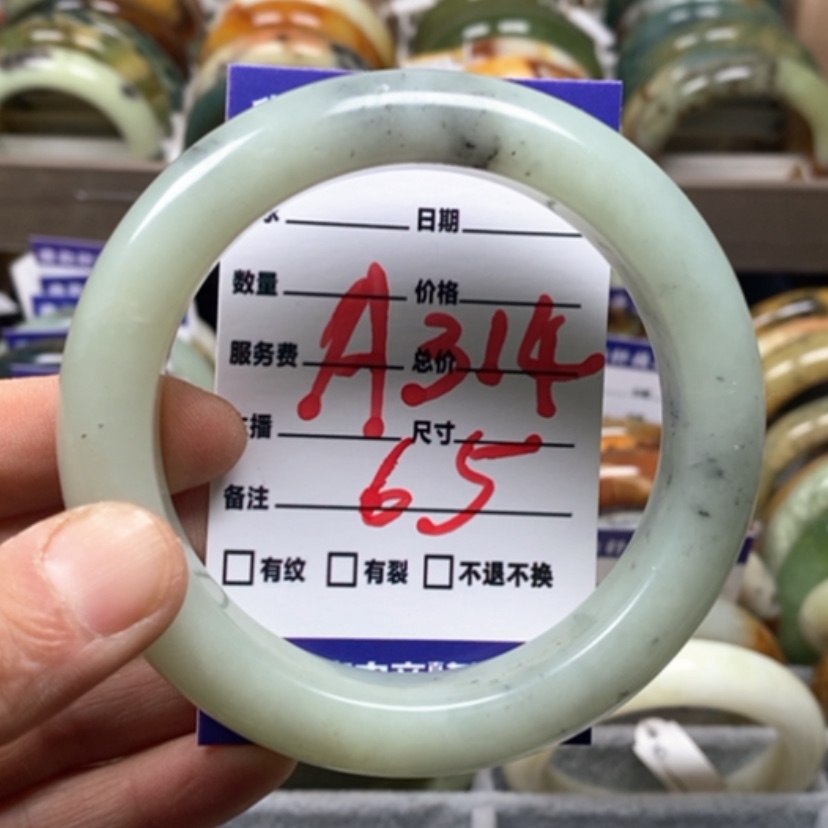 日期
数量 价格
服务费 总价
A314
播 尺寸
65
备注
有纹 有裂 不退不换